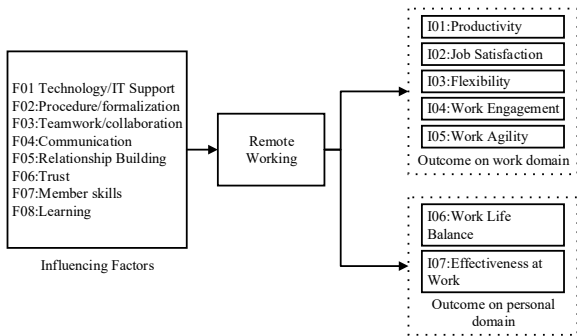 F01 Technology/IT Support
F02:Procedure/formalization
F03:Teamwork/collaboration
F04:Communication
F05:Relationship Building
F06:Trust
F07:Member skills
F08:Learning
Influencing Factors
Remote
Working
I01:Productivity
I02:Job Satisfaction
I03:Flexibility
I04:Work Engagement
I05:Work Agility
Outcome on work domain
I06:Work Life
Balance
I07:Effectiveness at
Work
Outcome on personal
domain